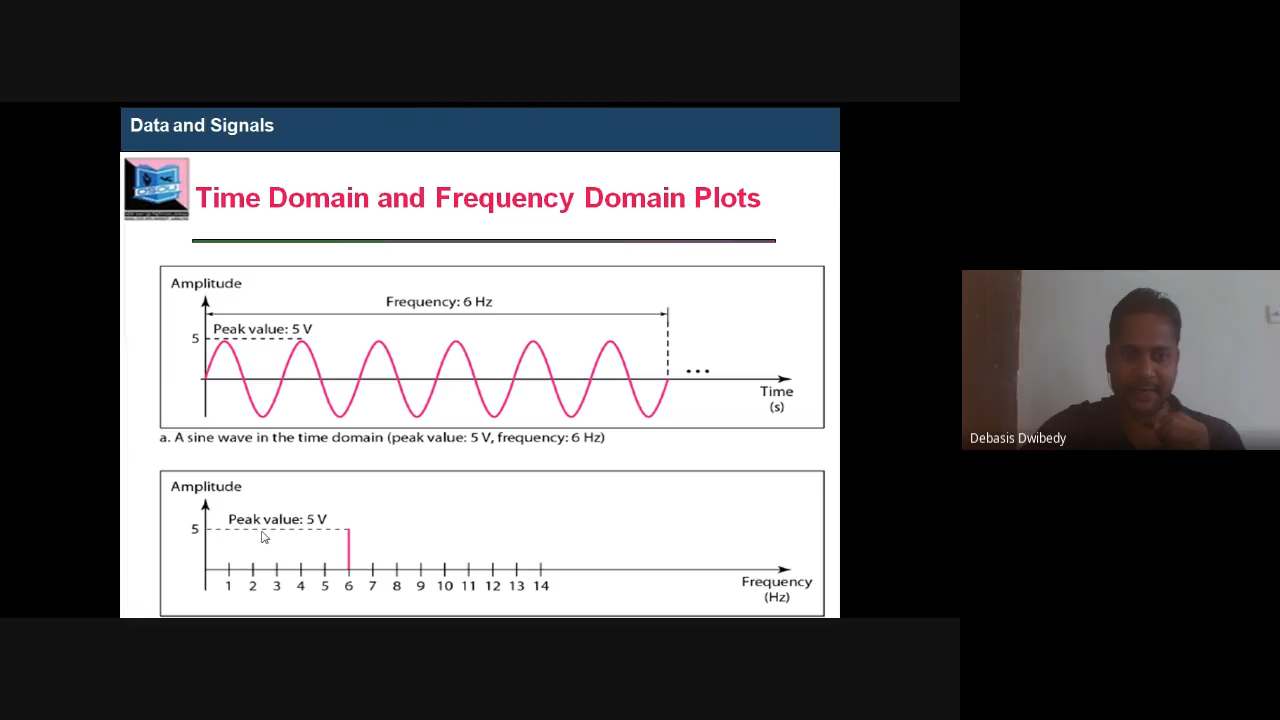 Data and Signals
Time Domain and Frequency Domain Plots
Amplitude
Frequency: 6 Hz
Peak value: 5 V
5
...
Time
(s)
a. A sine wave in the time domain (peak value: 5 V, frequency: 6 Hz)
Amplitude
Peak value: 5 V
5
1 2 3 4 5 6 7 8 9 10 11 12 13 14
Frequency
(Hz)
Debasis Dwibedy